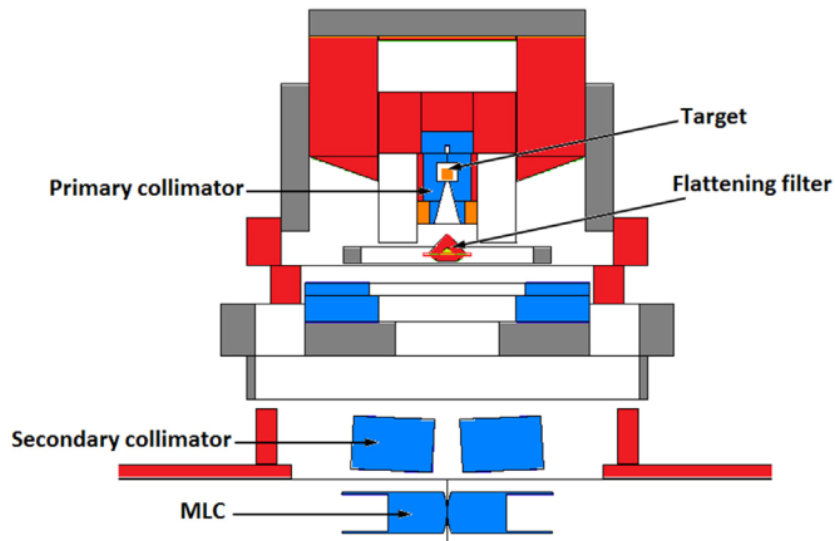 Target
Primary collimator
Flattening filter
Secondary collimator
MLC